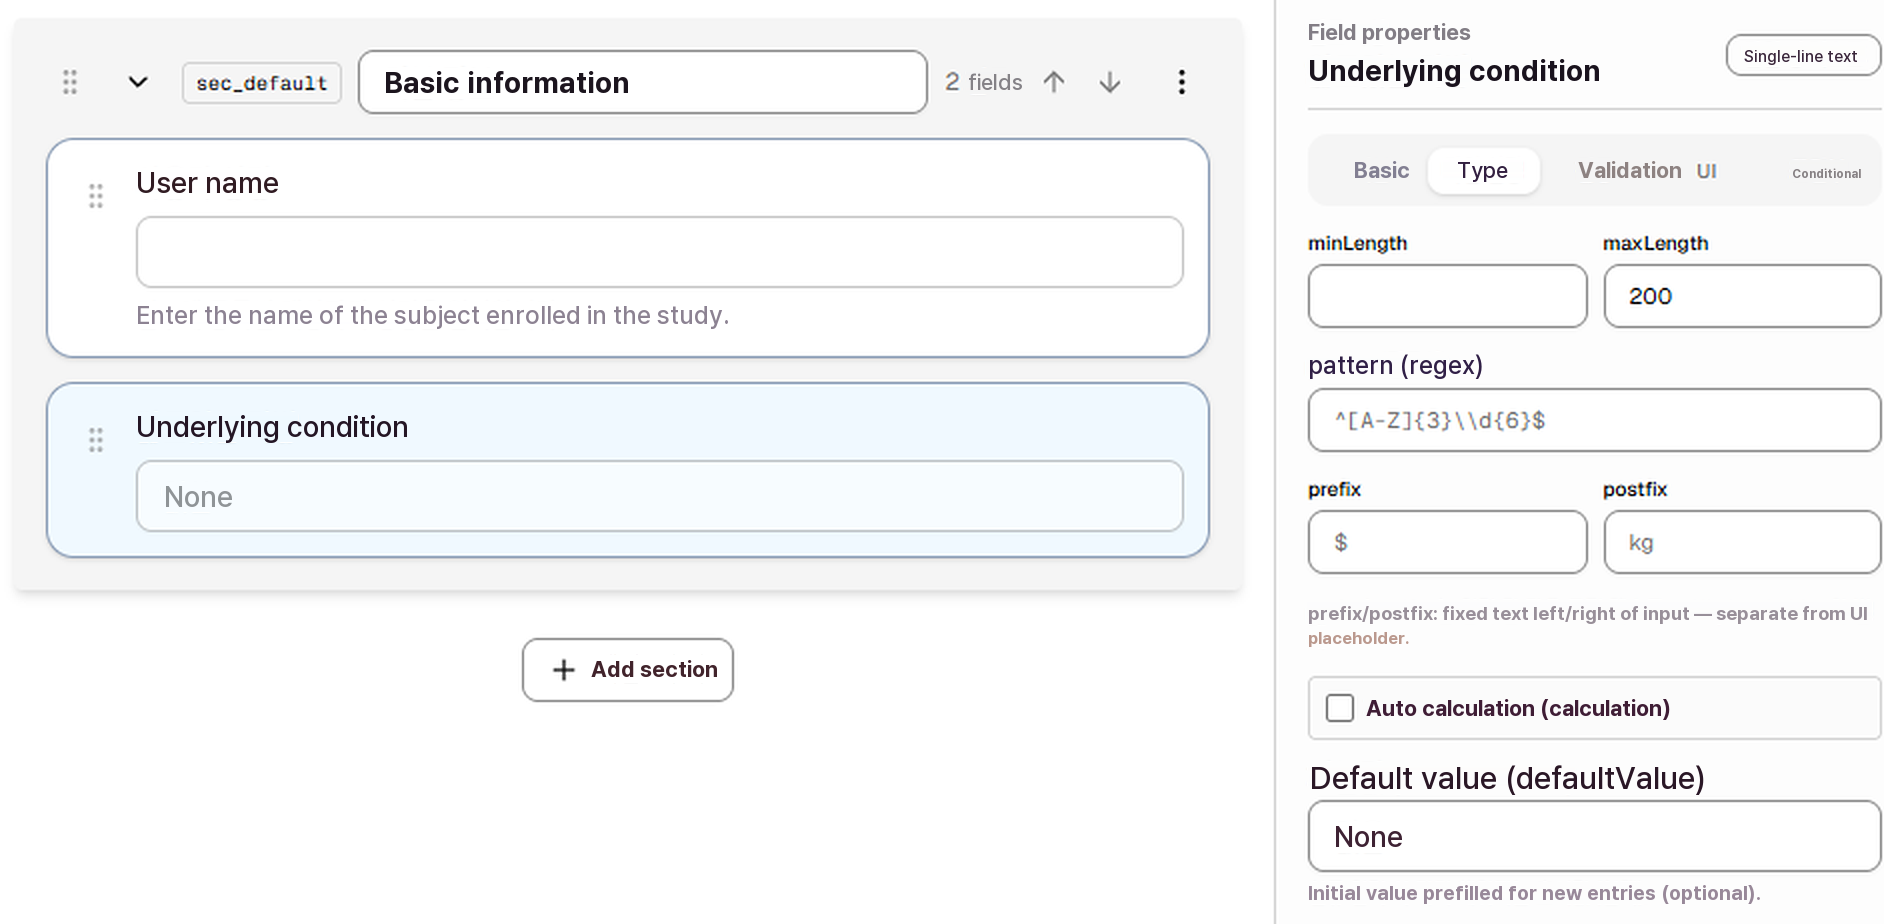 sec_default
Basic information
2 fields
User name
Enter the name of the subject enrolled in the study.
Underlying condition
None
Add section
Field properties
Underlying condition
Single-line text
Basic Type Validation UI Conditional
minLength maxLength
200
pattern (regex)
^[A-Z]{3}\\d{6}$
prefix postfix
$ kg
prefix/postfix: fixed text left/right of input — separate from UI
placeholder.
Auto calculation (calculation)
Default value (defaultValue)
None
Initial value prefilled for new entries (optional).